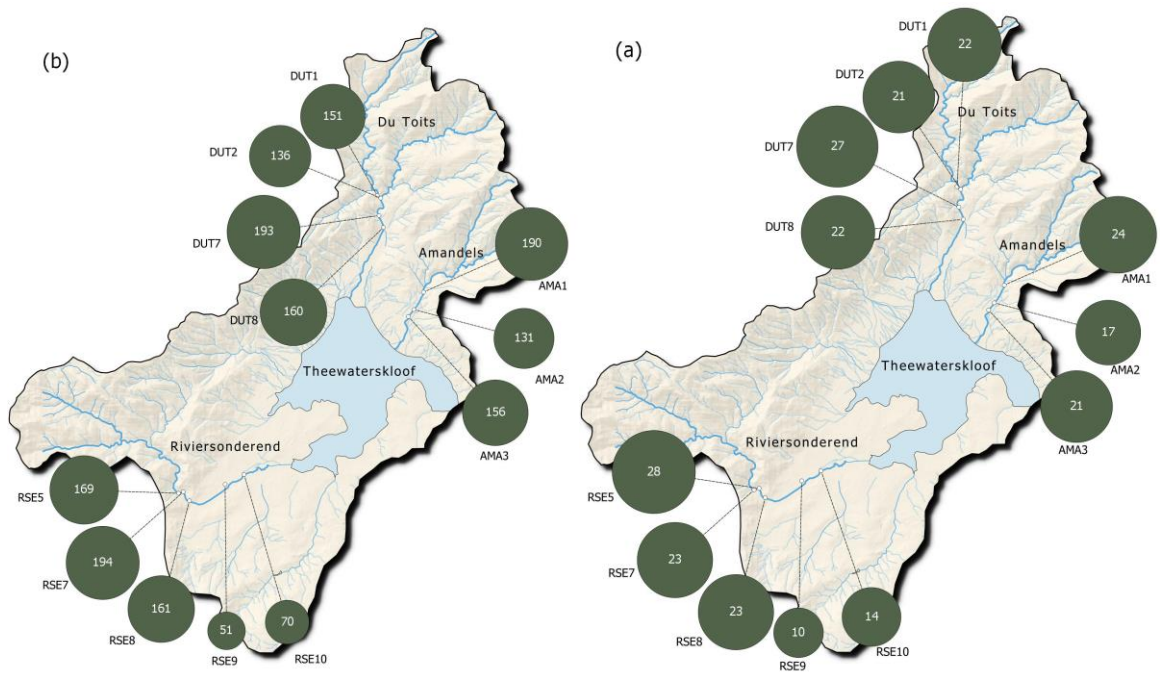 (b)
DUT1
151
Du Toits
DUT2
136
DUT7
193
190
Amandels
AMA1
DUT8
160
131
AMA2
Theewaterskloof
156
AMA3
Riviersonderend
RSE5
169
RSE7
194
RSE8
161
RSE9
51
RSE10
70
(a)
DUT1
22
DUT2
21
Du Toits
DUT7
27
DUT8
22
24
Amandels
AMA1
17
AMA2
Theewaterskloof
21
AMA3
Riviersonderend
RSE5
28
RSE7
23
RSE8
23
RSE9
10
RSE10
14